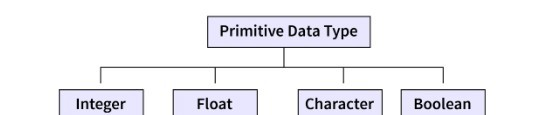 Primitive Data Type
Integer Float Character Boolean